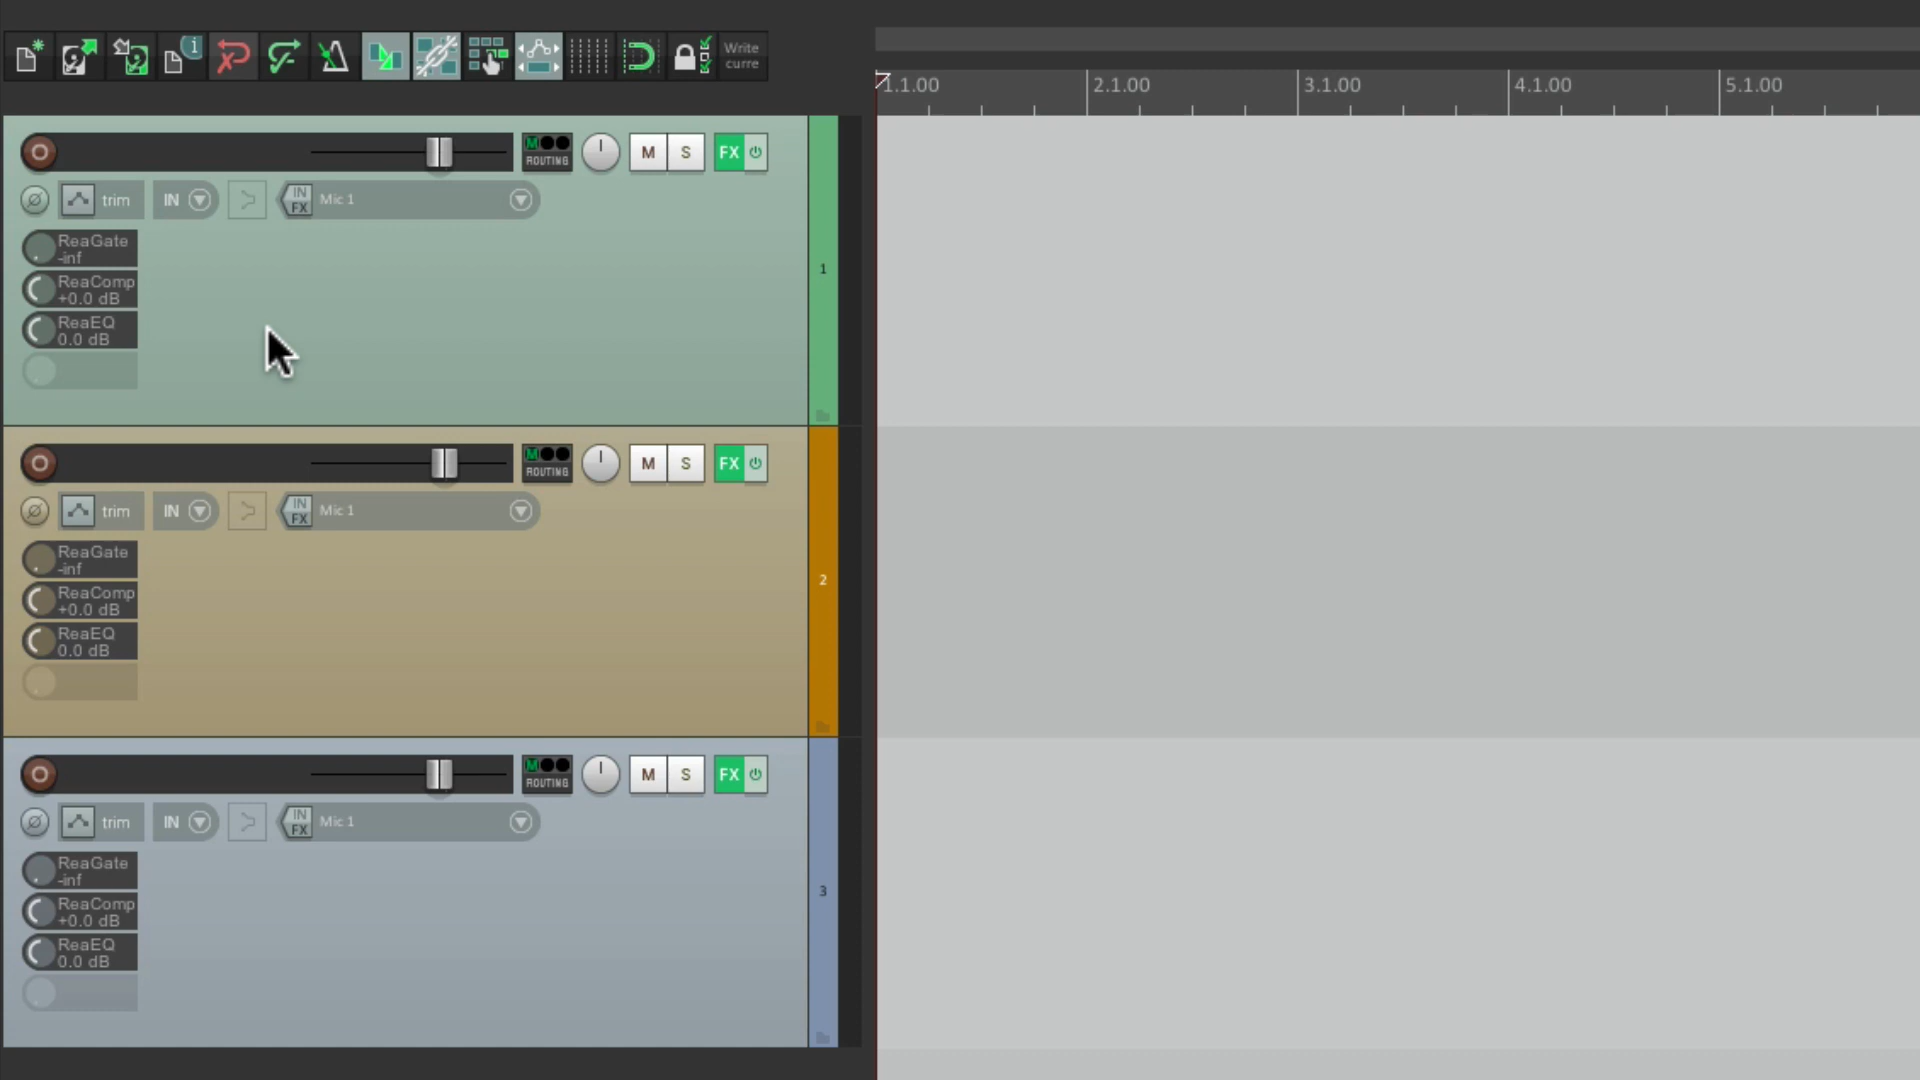 Write
curre
1.1.00 2.1.00 3.1.00 4.1.00 5.1.00
M ROUTING M S FX
trim IN IN FX Mic 1
ReaGate
-inf
ReaComp
+0.0 dB
ReaEQ
0.0 dB
1
M ROUTING M S FX
trim IN IN FX Mic 1
ReaGate
-inf
ReaComp
+0.0 dB
ReaEQ
0.0 dB
2
M ROUTING M S FX
trim IN IN FX Mic 1
ReaGate
-inf
ReaComp
+0.0 dB
ReaEQ
0.0 dB
3